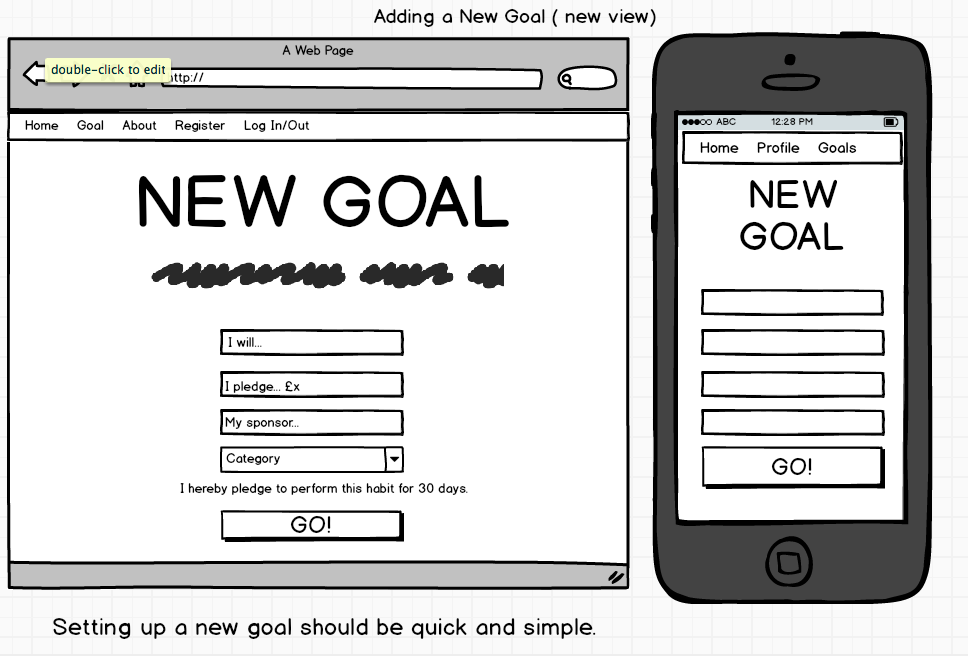 Adding a New Goal ( new view)
A Web Page
double-click to edit
http://
Home Goal About Register Log In/Out
NEW GOAL
I will...
I pledge... £x
My sponsor...
Category
I hereby pledge to perform this habit for 30 days.
GO!
ABC 12:28 PM
Home Profile Goals
NEW
GOAL
GO!
Setting up a new goal should be quick and simple.